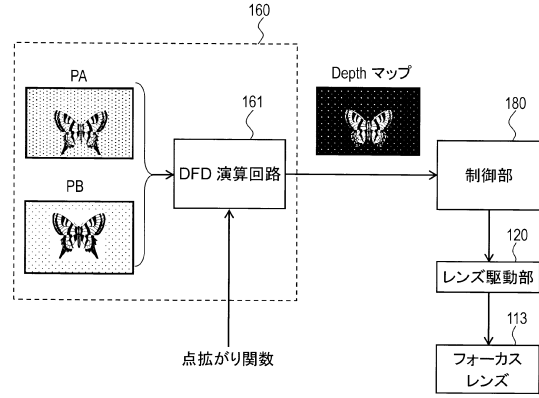 160
PA
PB
161
DFD 演算回路
点拡がり関数
Depth マップ
180
制御部
120
レンズ駆動部
113
フォーカス
レンズ